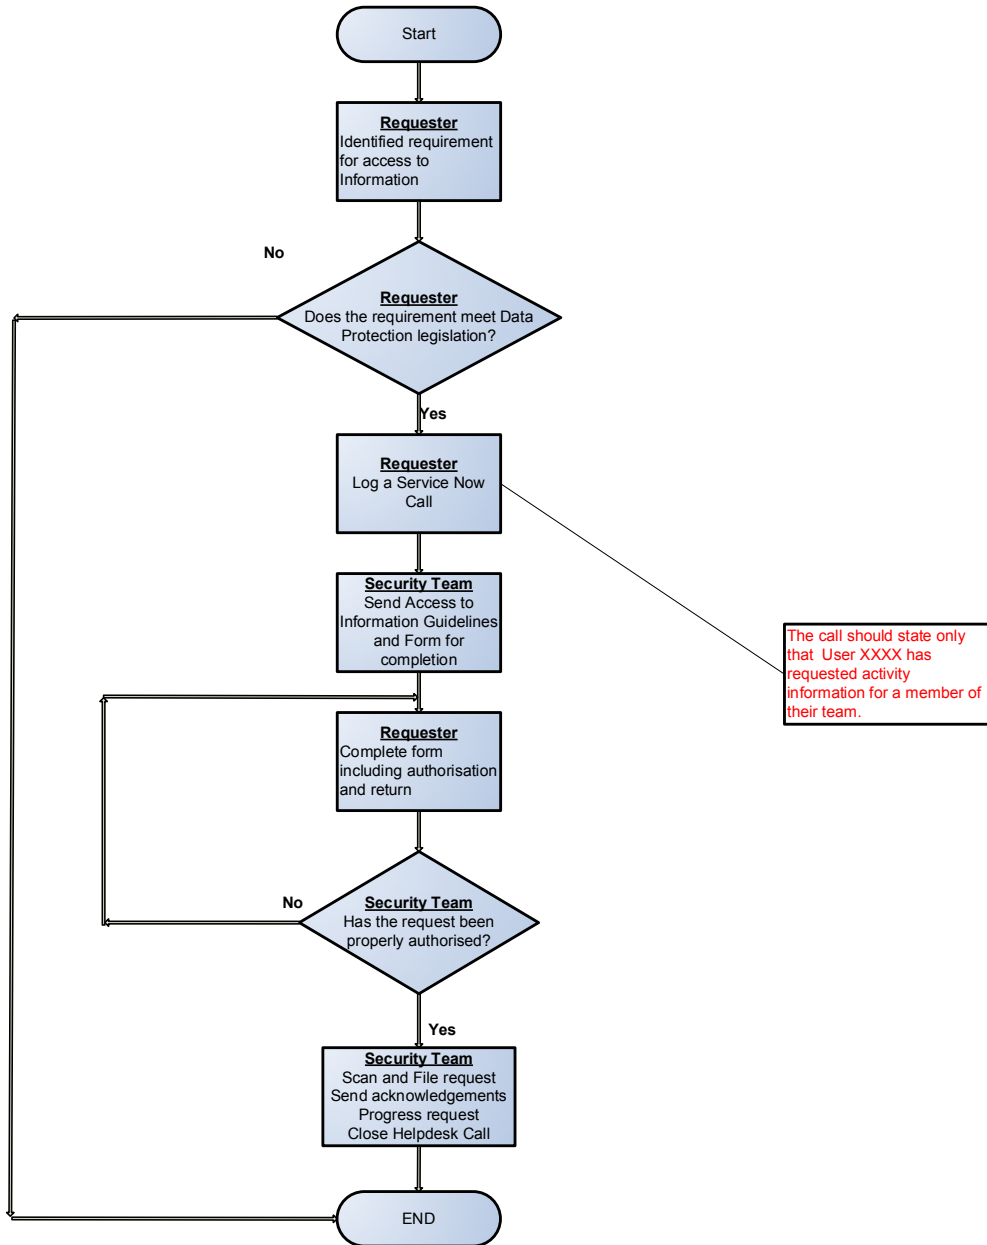 Start
Requester
Identified requirement
for access to
Information
No
Requester
Does the requirement meet Data
Protection legislation?
Yes
Requester
Log a Service Now
Call
The call should state only
that  User XXXX has
requested activity
information for a member of
their team.
Security Team
Send Access to
Information Guidelines
and Form for
completion
Requester
Complete form
including authorisation
and return
No
Security Team
Has the request been
properly authorised?
Yes
Security Team
Scan and File request
Send acknowledgements
Progress request
Close Helpdesk Call
END